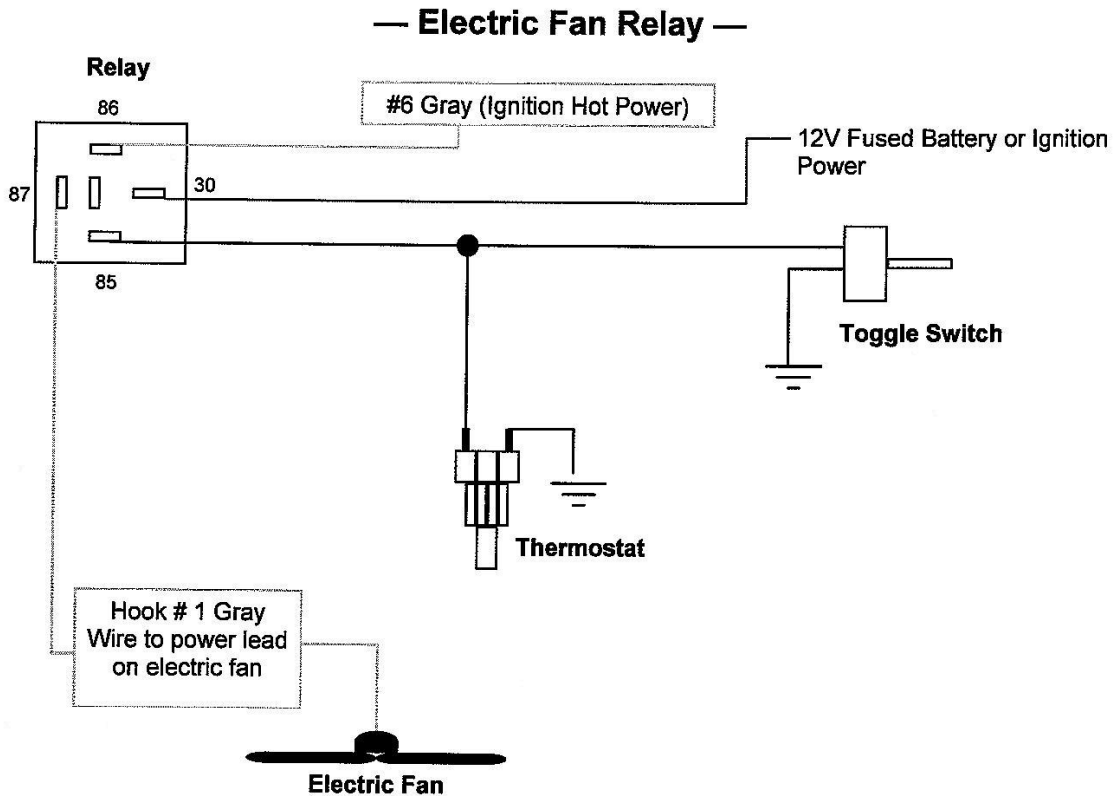 — Electric Fan Relay —
Relay
86
#6 Gray (Ignition Hot Power)
12V Fused Battery or Ignition
Power
87
30
85
Toggle Switch
Thermostat
Hook # 1 Gray
Wire to power lead
on electric fan
Electric Fan